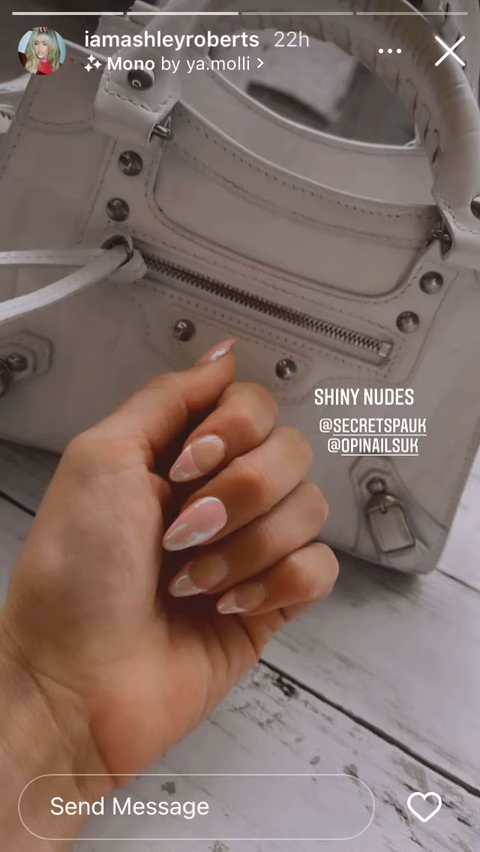 iamashleyroberts 22h
Mono by ya.molli >
SHINY NUDES
@SECRETSPAUK
@OPINAILSUK
Send Message